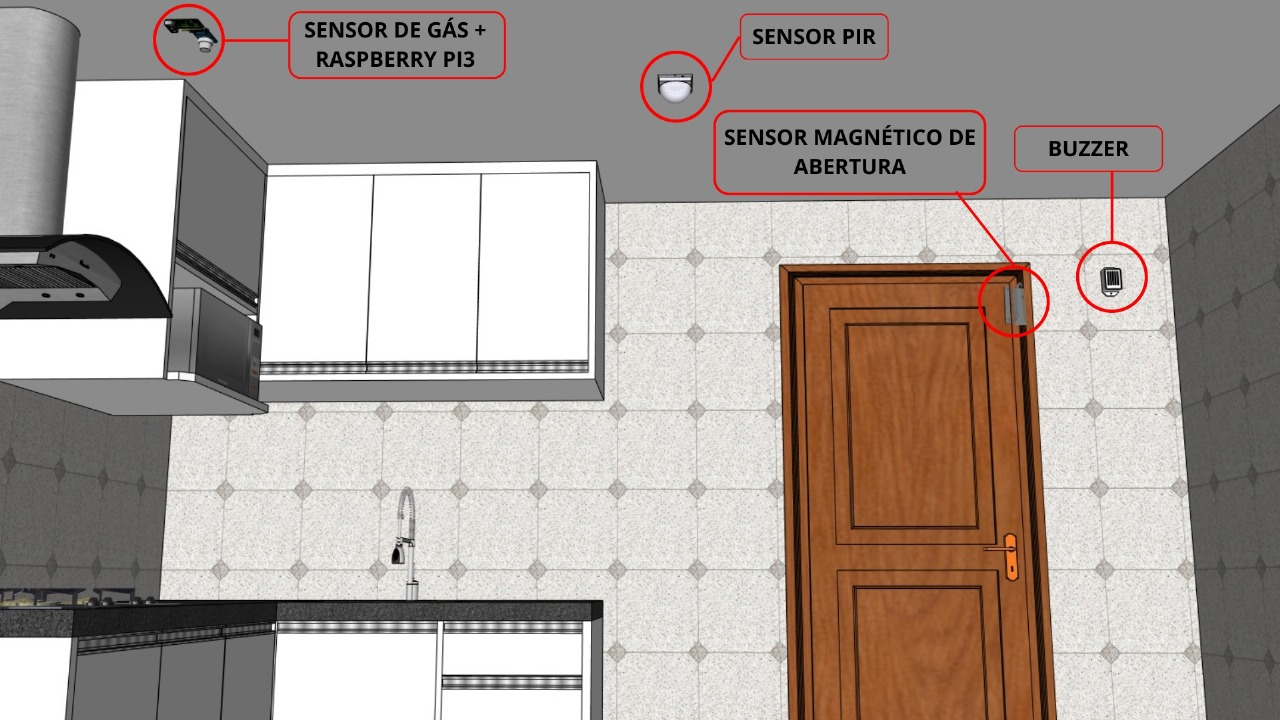 SENSOR DE GÁS +
RASPBERRY PI3
SENSOR PIR
SENSOR MAGNÉTICO DE
ABERTURA
BUZZER